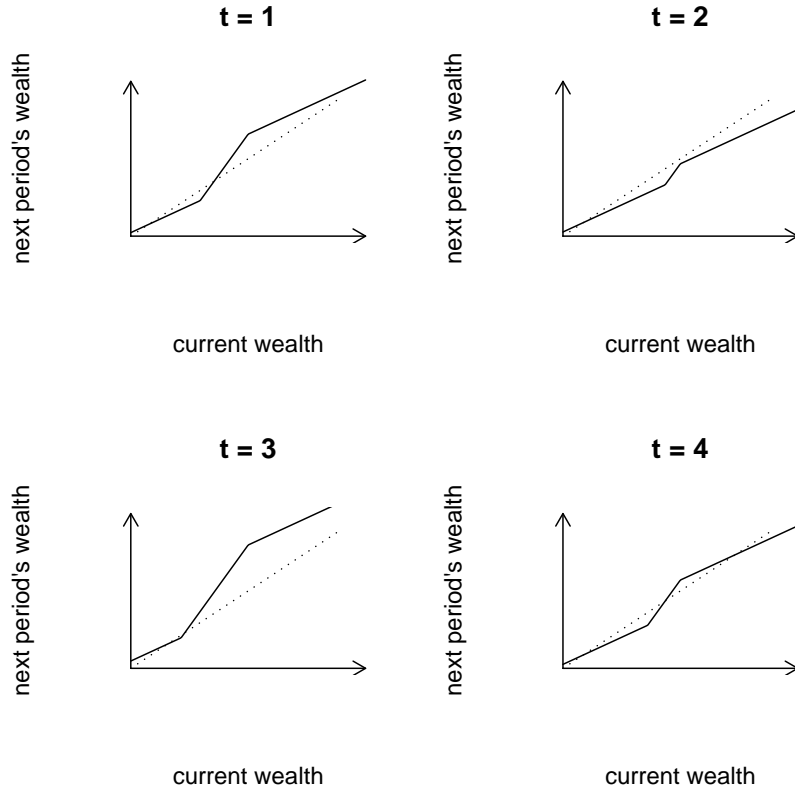 t = 1
next period's wealth
current wealth
t = 2
next period's wealth
current wealth
t = 3
next period's wealth
current wealth
t = 4
next period's wealth
current wealth